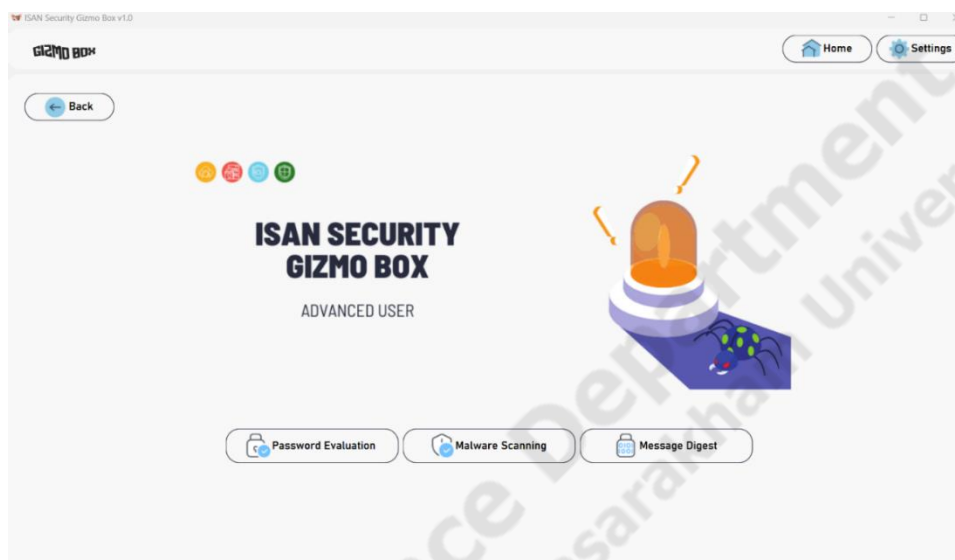 ISAN Security Gizmo Box v1.0
GIZMO BOX
Home
Settings
Back
ISAN SECURITY
GIZMO BOX
ADVANCED USER
Password Evaluation
Malware Scanning
Message Digest